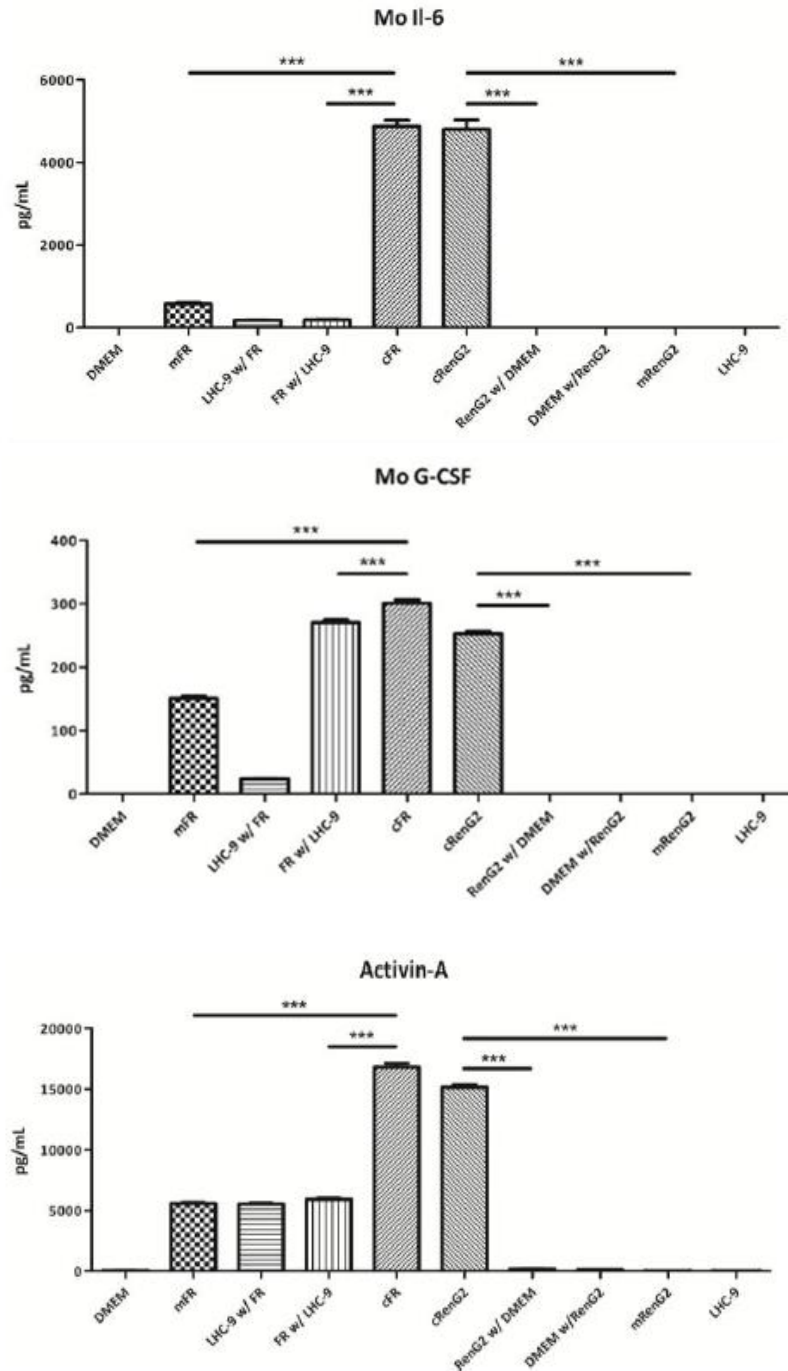 Mo Il-6
*** ***
*** ***
6000
4000
2000
0
pg/mL
DMEM mFR LHC-9 w/ FR FR w/ LHC-9 cFR cRenG2 RenG2 w/ DMEM DMEM w/RenG2 mRenG2 LHC-9
Mo G-CSF
***
*** ***
***
400
300
200
100
0
pg/mL
DMEM mFR LHC-9 w/ FR FR w/ LHC-9 cFR cRenG2 RenG2 w/ DMEM DMEM w/RenG2 mRenG2 LHC-9
Activin-A
*** ***
*** ***
20000
15000
10000
5000
0
pg/mL
DMEM mFR LHC-9 w/ FR FR w/ LHC-9 cFR cRenG2 RenG2 w/ DMEM DMEM w/RenG2 mRenG2 LHC-9